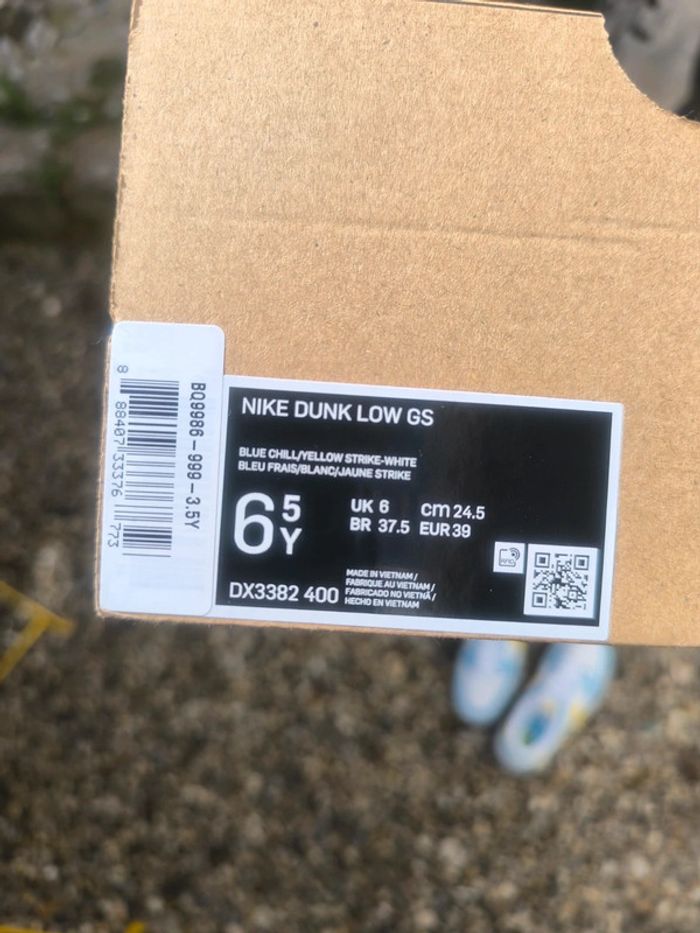 BQ9986-999-3.5Y
8 88407 33376 773
NIKE DUNK LOW GS
BLUE CHILL/YELLOW STRIKE-WHITE
BLEU FRAIS/BLANC/JAUNE STRIKE
6 5 Y
UK 6 cm 24.5
BR 37.5 EUR 39
DX3382 400
MADE IN VIETNAM /
FABRIQUE AU VIETNAM /
FABRICADO NO VIETNÃ /
HECHO EN VIETNAM